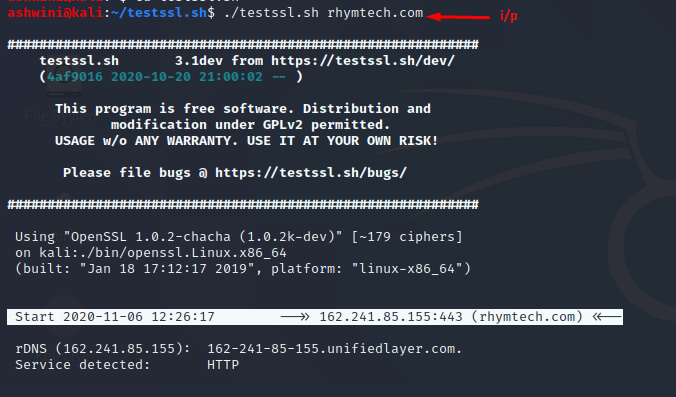 ashwini@kali:~/testssl.sh$ ./testssl.sh rhymtech.com i/p
###########################################################
testssl.sh 3.1dev from https://testssl.sh/dev/
(4af9016 2020-10-20 21:00:02 -- )
This program is free software. Distribution and
modification under GPLv2 permitted.
USAGE w/o ANY WARRANTY. USE IT AT YOUR OWN RISK!
Please file bugs @ https://testssl.sh/bugs/
###########################################################
Using "OpenSSL 1.0.2-chacha (1.0.2k-dev)" [~179 ciphers]
on kali:./bin/openssl.Linux.x86_64
(built: "Jan 18 17:12:17 2019", platform: "linux-x86_64")
Start 2020-11-06 12:26:17 -->> 162.241.85.155:443 (rhymtech.com) <<--
rDNS (162.241.85.155): 162-241-85-155.unifiedlayer.com.
Service detected: HTTP